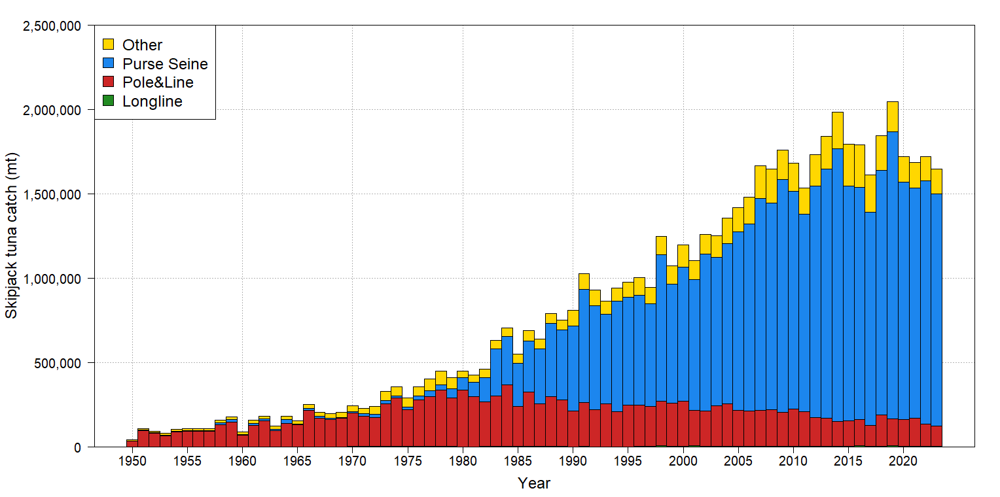 Skipjack tuna catch (mt)
2,500,000
2,000,000
1,500,000
1,000,000
500,000
0
Other
Purse Seine
Pole&Line
Longline
1950 1955 1960 1965 1970 1975 1980 1985 1990 1995 2000 2005 2010 2015 2020
Year